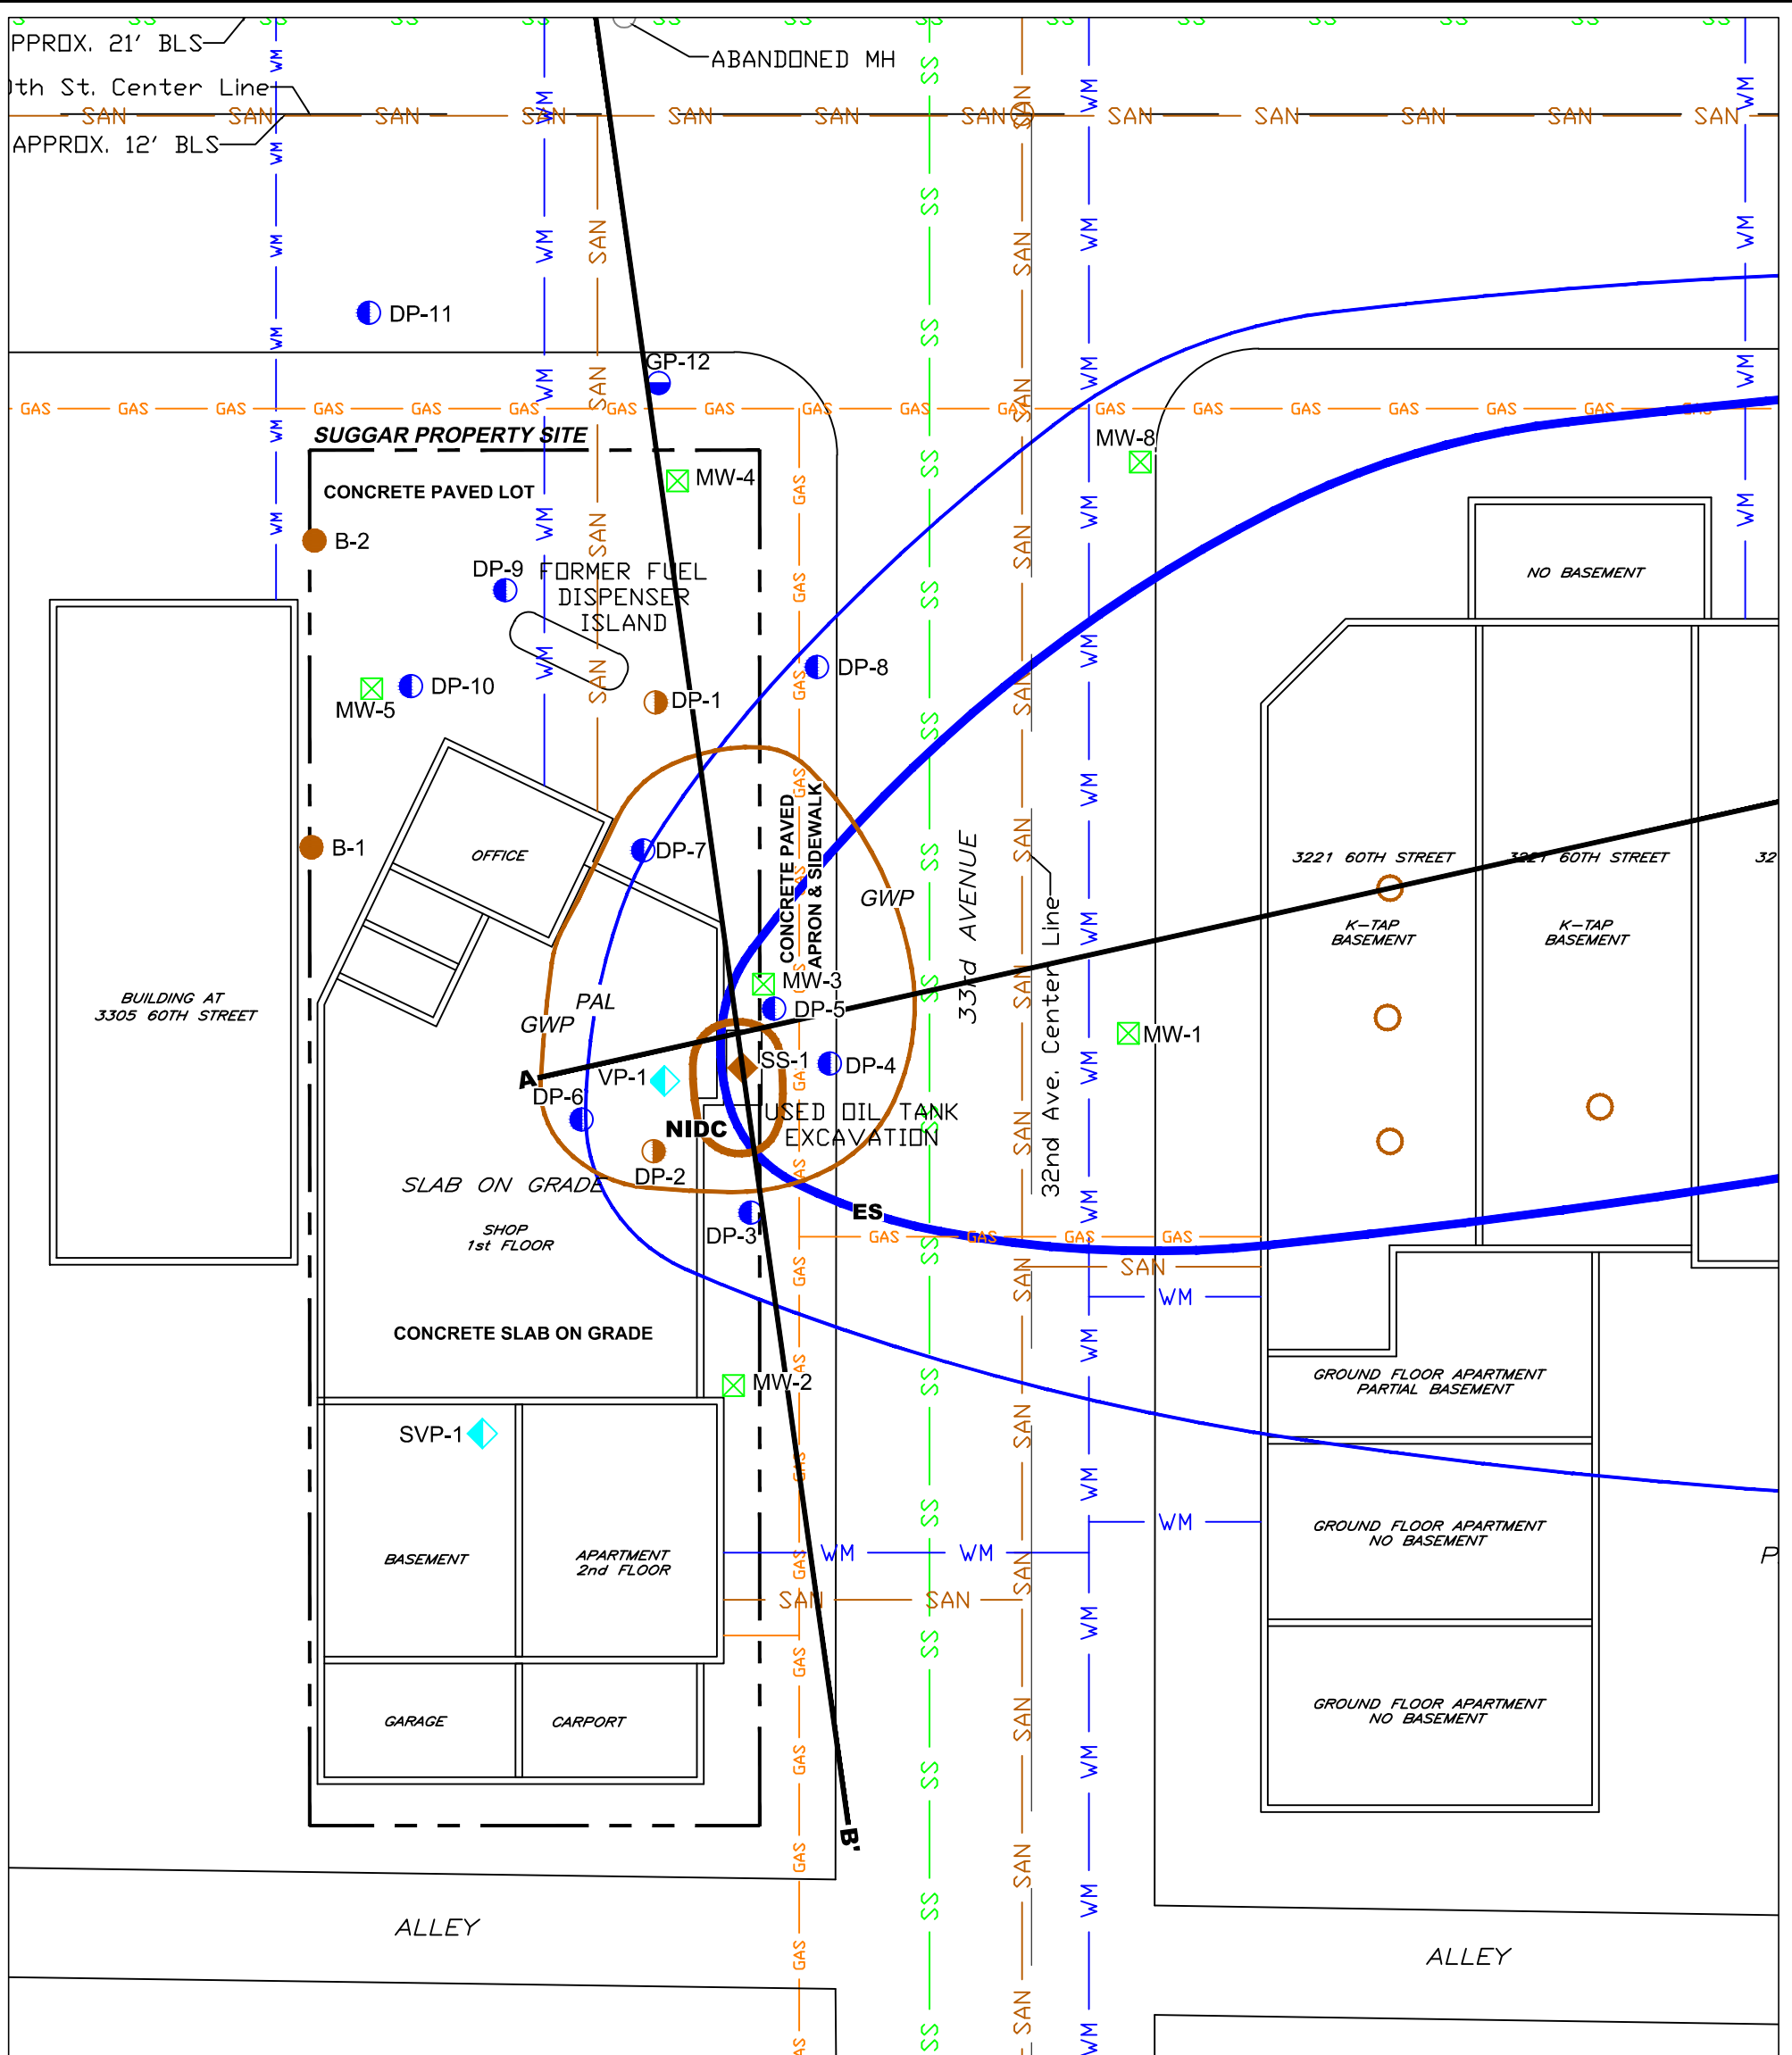 PPROX. 21' BLS
ABANDONED MH
th St. Center Line
SAN SAN SAN SAN SAN SAN SAN SAN SAN SAN SAN SAN
APPROX. 12' BLS
DP-11
GP-12
GAS GAS GAS GAS GAS GAS GAS GAS GAS GAS GAS GAS GAS GAS GAS GAS GAS GAS
SUGGAR PROPERTY SITE
MW-8
CONCRETE PAVED LOT
MW-4
B-2
DP-9
FORMER FUEL
DISPENSER
ISLAND
NO BASEMENT
DP-8
DP-10
MW-5
DP-1
B-1
OFFICE
DP-7
CONCRETE PAVED
APRON & SIDEWALK
GWP
33rd AVENUE
32nd Ave. Center Line
3221 60TH STREET
3221 60TH STREET
32
K-TAP
BASEMENT
K-TAP
BASEMENT
BUILDING AT
3305 60TH STREET
PAL
GWP
MW-3
DP-5
MW-1
A
VP-1
SS-1
DP-4
DP-6
NIDC
USED OIL TANK
EXCAVATION
DP-2
SLAB ON GRADE
ES
SHOP
1st FLOOR
DP-3
GAS GAS GAS GAS
SAN
WM
CONCRETE SLAB ON GRADE
GROUND FLOOR APARTMENT
PARTIAL BASEMENT
MW-2
SVP-1
WM
GROUND FLOOR APARTMENT
NO BASEMENT
BASEMENT
APARTMENT
2nd FLOOR
WM WM
P
SAN SAN
GARAGE
CARPORT
GROUND FLOOR APARTMENT
NO BASEMENT
B'
ALLEY
ALLEY